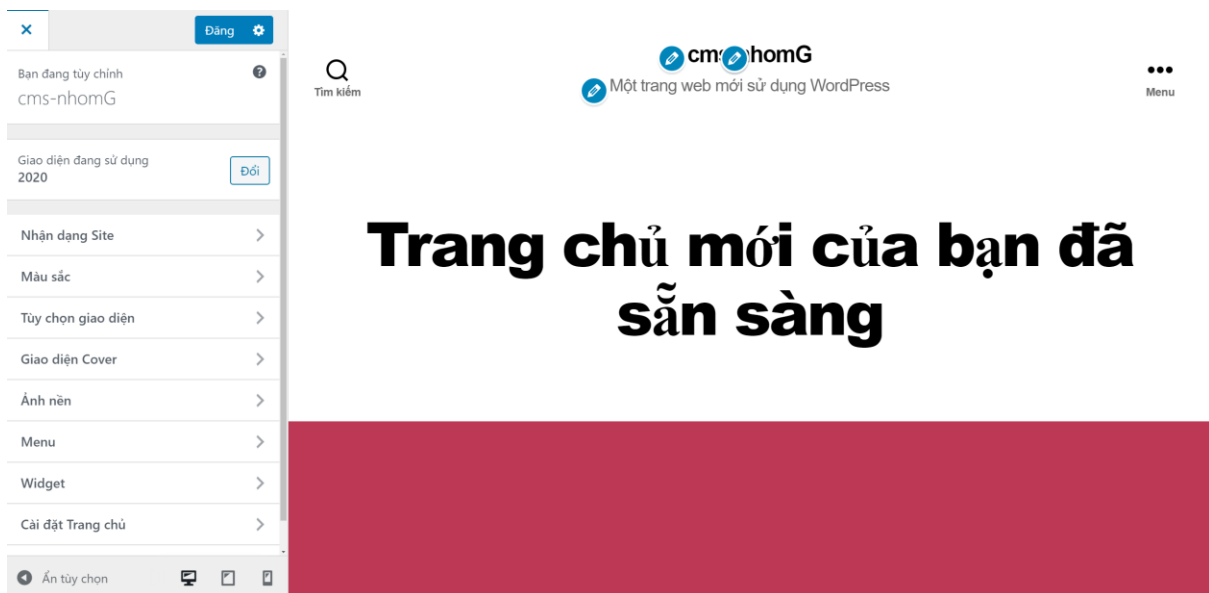 Đăng
Bạn đang tùy chỉnh
cms-nhomG
Giao diện đang sử dụng
2020
Đổi
Nhận dạng Site
Màu sắc
Tùy chọn giao diện
Giao diện Cover
Ảnh nền
Menu
Widget
Cài đặt Trang chủ
Ẩn tùy chọn
Tìm kiếm
Một trang web mới sử dụng WordPress
Menu
Trang chủ mới của bạn đã
sẵn sàng